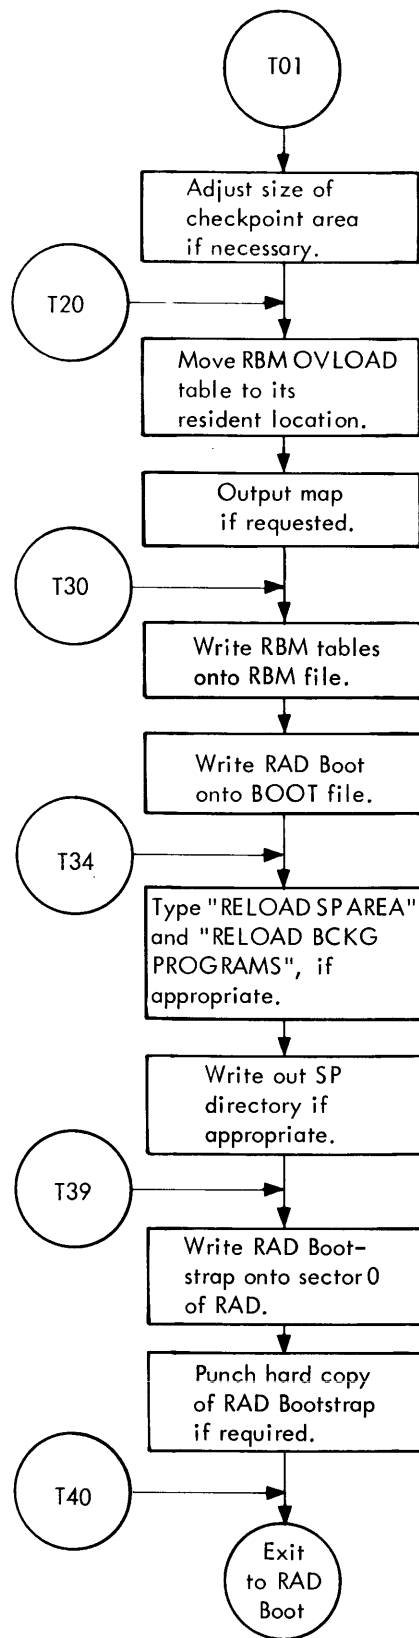 T01
Adjust size of
checkpoint area
if necessary.
T20
Move RBM OVLOAD
table to its
resident location.
Output map
if requested.
T30
Write RBM tables
onto RBM file.
Write RAD Boot
onto BOOT file.
T34
Type "RELOAD SP AREA"
and "RELOAD BCKG
PROGRAMS", if
appropriate.
Write out SP
directory if
appropriate.
T39
Write RAD Boot-
strap onto sector 0
of RAD.
Punch hard copy
of RAD Bootstrap
if required.
T40
Exit
to RAD
Boot